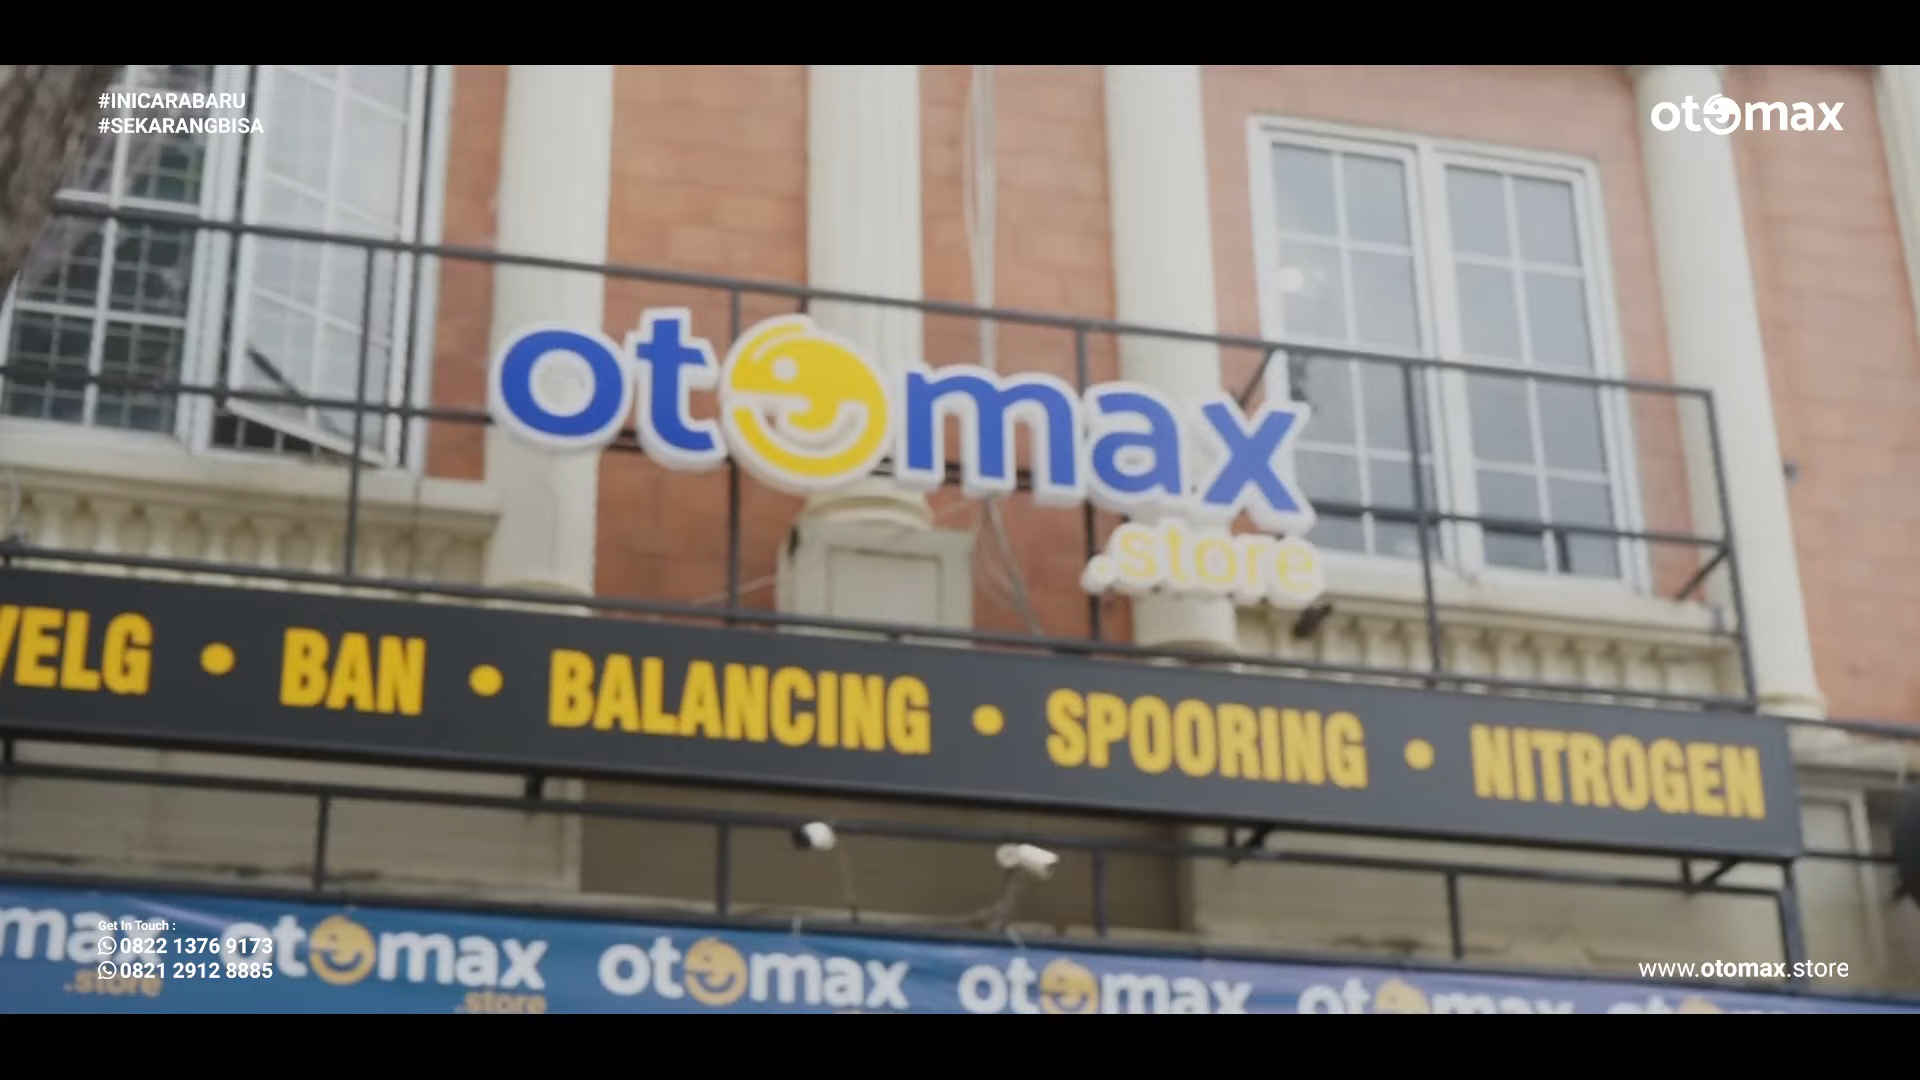 #INICARABARU
#SEKARANGBISA
otomax
otomax
.store
VELG • BAN • BALANCING • SPOORING • NITROGEN
otomax otomax otomax
.store .store
Get In Touch :
0822 1376 9173
0821 2912 8885
www.otomax.store